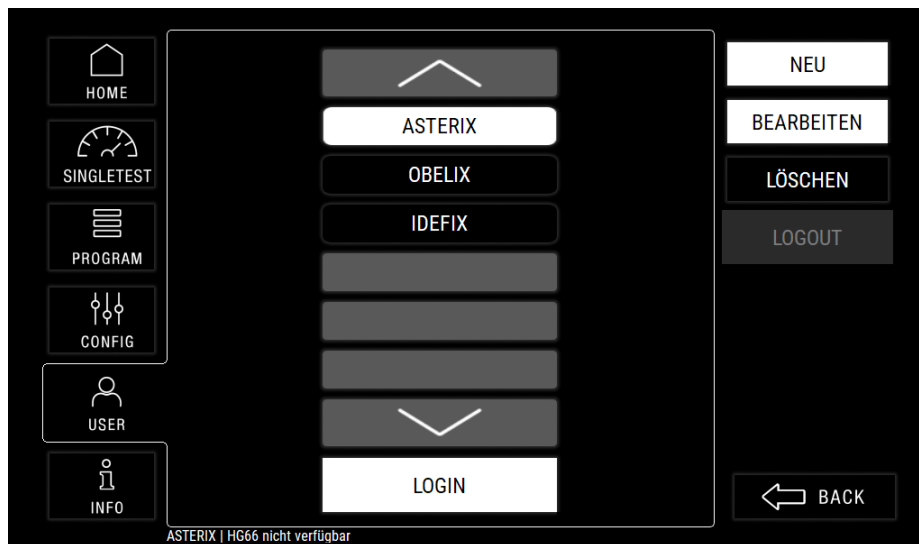 HOME
SINGLETEST
PROGRAM
CONFIG
USER
INFO
ASTERIX
OBELIX
IDEFIX
LOGIN
NEU
BEARBEITEN
LÖSCHEN
LOGOUT
BACK
ASTERIX | HG66 nicht verfügbar